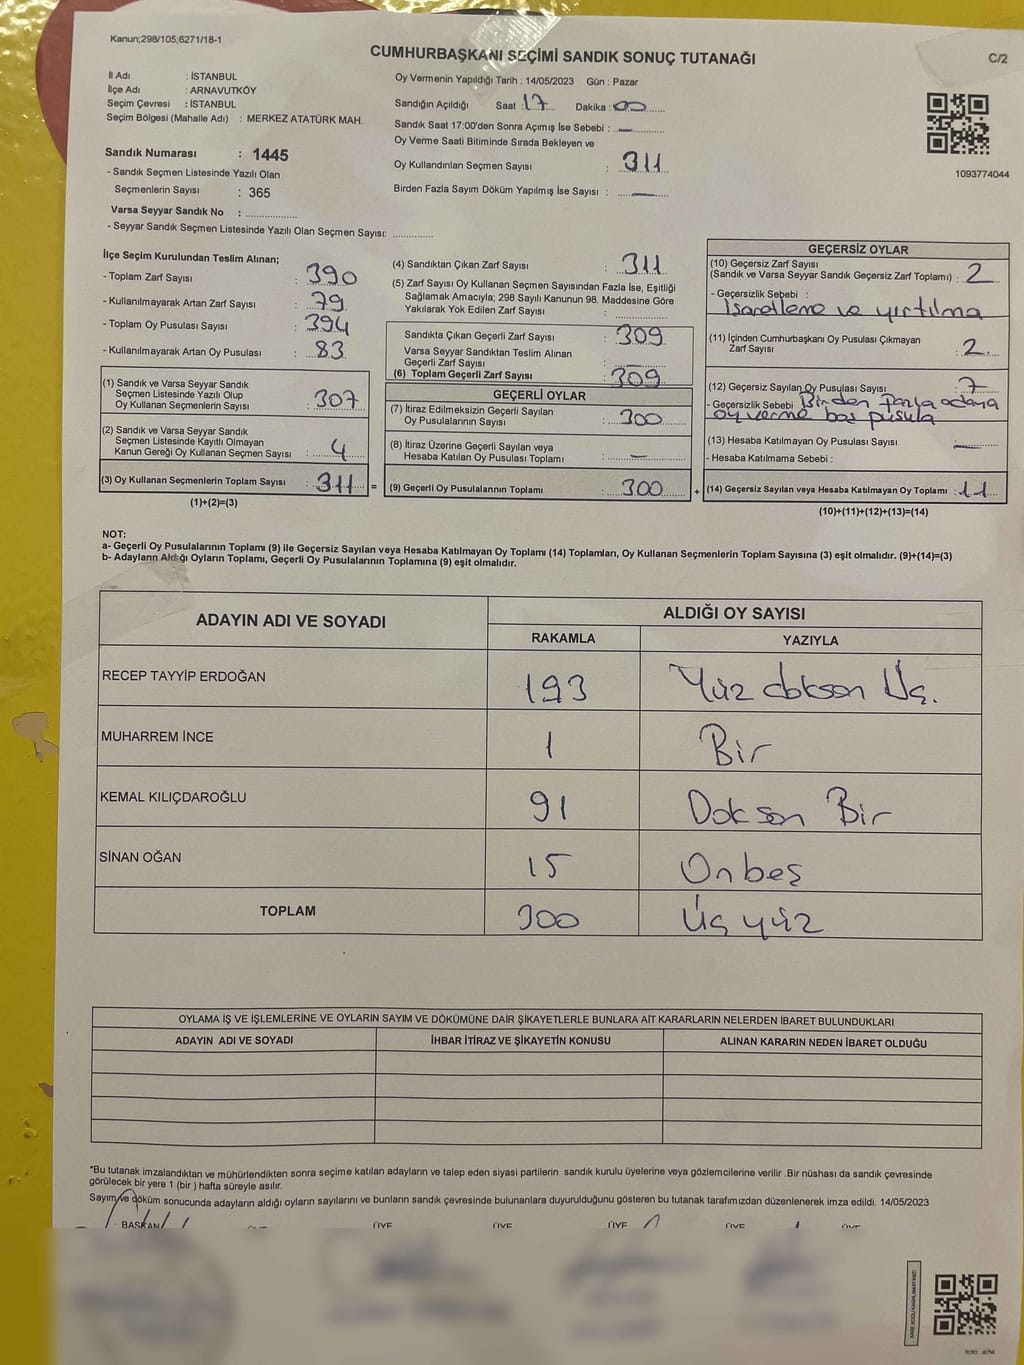 Kanun;298/105;6271/18-1
CUMHURBAŞKANI SEÇİMİ SANDIK SONUÇ TUTANAĞI
C/2
İl Adı : İSTANBUL
İlçe Adı : ARNAVUTKÖY
Seçim Çevresi : İSTANBUL
Seçim Bölgesi (Mahalle Adı) : MERKEZ ATATÜRK MAH.
Sandık Numarası : 1445
- Sandık Seçmen Listesinde Yazılı Olan
Seçmenlerin Sayısı : 365
Varsa Seyyar Sandık No : ................
- Seyyar Sandık Seçmen Listesinde Yazılı Olan Seçmen Sayısı: .............
Oy Vermenin Yapıldığı Tarih : 14/05/2023 Gün : Pazar
Sandığın Açıldığı Saat : 17 Dakika : 00
Sandık Saat 17:00'den Sonra Açımış İse Sebebi : —
Oy Verme Saati Bitiminde Sırada Bekleyen ve
Oy Kullandırılan Seçmen Sayısı : 311
Birden Fazla Sayım Döküm Yapılmış İse Sayısı : —
1093774044
İlçe Seçim Kurulundan Teslim Alınan;
- Toplam Zarf Sayısı : 390
- Kullanılmayarak Artan Zarf Sayısı : 79
- Toplam Oy Pusulası Sayısı : 394
- Kullanılmayarak Artan Oy Pusulası : 83
(1) Sandık ve Varsa Seyyar Sandık
Seçmen Listesinde Yazılı Olup
Oy Kullanan Seçmenlerin Sayısı : 307
(2) Sandık ve Varsa Seyyar Sandık
Seçmen Listesinde Kayıtlı Olmayan
Kanun Gereği Oy Kullanan Seçmen Sayısı : 4
(3) Oy Kullanan Seçmenlerin Toplam Sayısı : 311 =
(1)+(2)=(3)
(4) Sandıktan Çıkan Zarf Sayısı : 311
(5) Zarf Sayısı Oy Kullanan Seçmen Sayısından Fazla İse, Eşitliği
Sağlamak Amacıyla; 298 Sayılı Kanunun 98. Maddesine Göre
Yakılarak Yok Edilen Zarf Sayısı :
Sandıkta Çıkan Geçerli Zarf Sayısı : 309
Varsa Seyyar Sandıktan Teslim Alınan
Geçerli Zarf Sayısı :
(6) Toplam Geçerli Zarf Sayısı : 309
GEÇERLİ OYLAR
(7) İtiraz Edilmeksizin Geçerli Sayılan
Oy Pusulalarının Sayısı : 300
(8) İtiraz Üzerine Geçerli Sayılan veya
Hesaba Katılan Oy Pusulası Toplamı : —
(9) Geçerli Oy Pusulalarının Toplamı : 300 +
GEÇERSİZ OYLAR
(10) Geçersiz Zarf Sayısı
(Sandık ve Varsa Seyyar Sandık Geçersiz Zarf Toplamı) : 2
- Geçersizlik Sebebi :
İşaretleme ve yırtılma
(11) İçinden Cumhurbaşkanı Oy Pusulası Çıkmayan
Zarf Sayısı : 2
(12) Geçersiz Sayılan Oy Pusulası Sayısı : 7
- Geçersizlik Sebebi Birden fazla adaya
oy verme boş pusula
(13) Hesaba Katılmayan Oy Pusulası Sayısı : —
- Hesaba Katılmama Sebebi :
(14) Geçersiz Sayılan veya Hesaba Katılmayan Oy Toplamı : 11
(10)+(11)+(12)+(13)=(14)
NOT:
a- Geçerli Oy Pusulalarının Toplamı (9) ile Geçersiz Sayılan veya Hesaba Katılmayan Oy Toplamı (14) Toplamları, Oy Kullanan Seçmenlerin Toplam Sayısına (3) eşit olmalıdır. (9)+(14)=(3)
b- Adayların Aldığı Oyların Toplamı, Geçerli Oy Pusulalarının Toplamına (9) eşit olmalıdır.
ADAYIN ADI VE SOYADI
ALDIĞI OY SAYISI
RAKAMLA YAZIYLA
RECEP TAYYİP ERDOĞAN 193 Yüz doksan Üç.
MUHARREM İNCE 1 Bir
KEMAL KILIÇDAROĞLU 91 Doksan Bir
SİNAN OĞAN 15 Onbeş
TOPLAM 300 Üç yüz
OYLAMA İŞ VE İŞLEMLERİNE VE OYLARIN SAYIM VE DÖKÜMÜNE DAİR ŞİKAYETLERLE BUNLARA AİT KARARLARIN NELERDEN İBARET BULUNDUKLARI
ADAYIN ADI VE SOYADI İHBAR İTİRAZ VE ŞİKAYETİN KONUSU ALINAN KARARIN NEDEN İBARET OLDUĞU
*Bu tutanak imzalandıktan ve mühürlendikten sonra seçime katılan adayların ve talep eden siyasi partilerin sandık kurulu üyelerine veya gözlemcilerine verilir .Bir nüshası da sandık çevresinde
görülecek bir yere 1 (bir ) hafta süreyle asılır.
Sayım ve döküm sonucunda adayların aldığı oyların sayılarını ve bunların sandık çevresinde bulunanlara duyurulduğunu gösteren bu tutanak tarafımızdan düzenlenerek imza edildi. 14/05/2023
BAŞKAN ÜYE ÜYE ÜYE ÜYE ÜYE